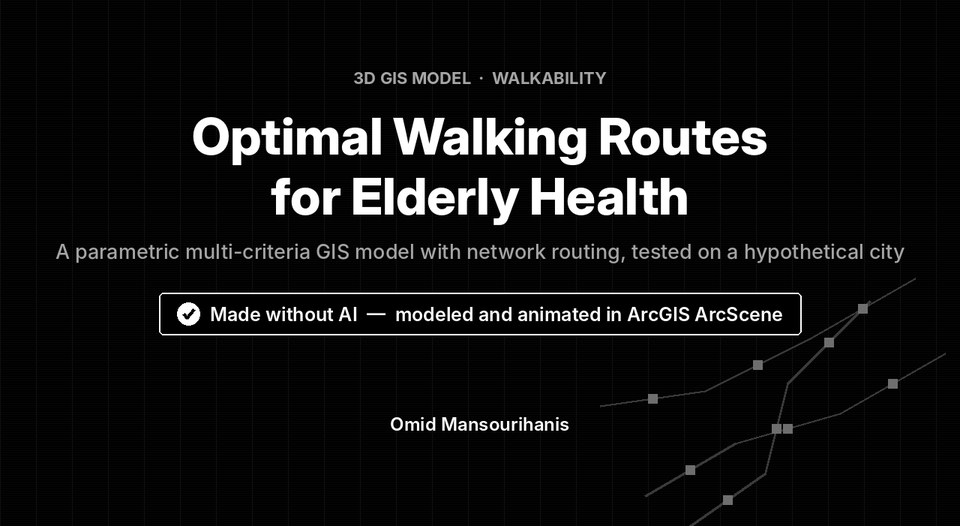 3D GIS MODEL · WALKABILITY
Optimal Walking Routes
for Elderly Health
A parametric multi-criteria GIS model with network routing, tested on a hypothetical city
Made without AI — modeled and animated in ArcGIS ArcScene
Omid Mansourihanis